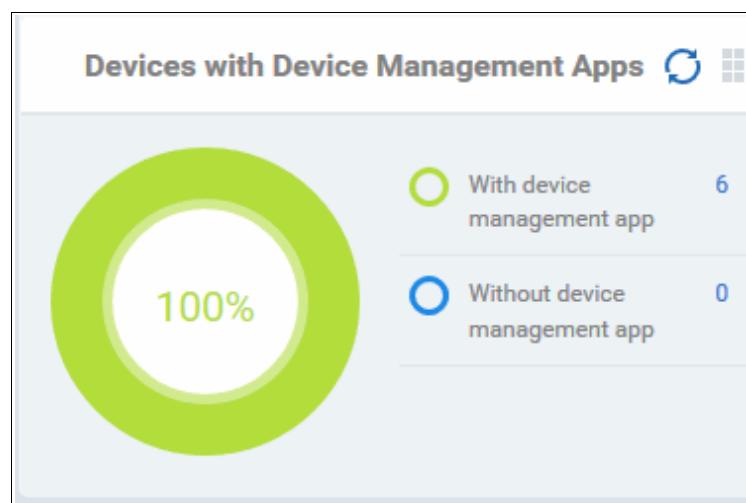 Devices with Device Management Apps
100%
With device 6
management app
Without device 0
management app